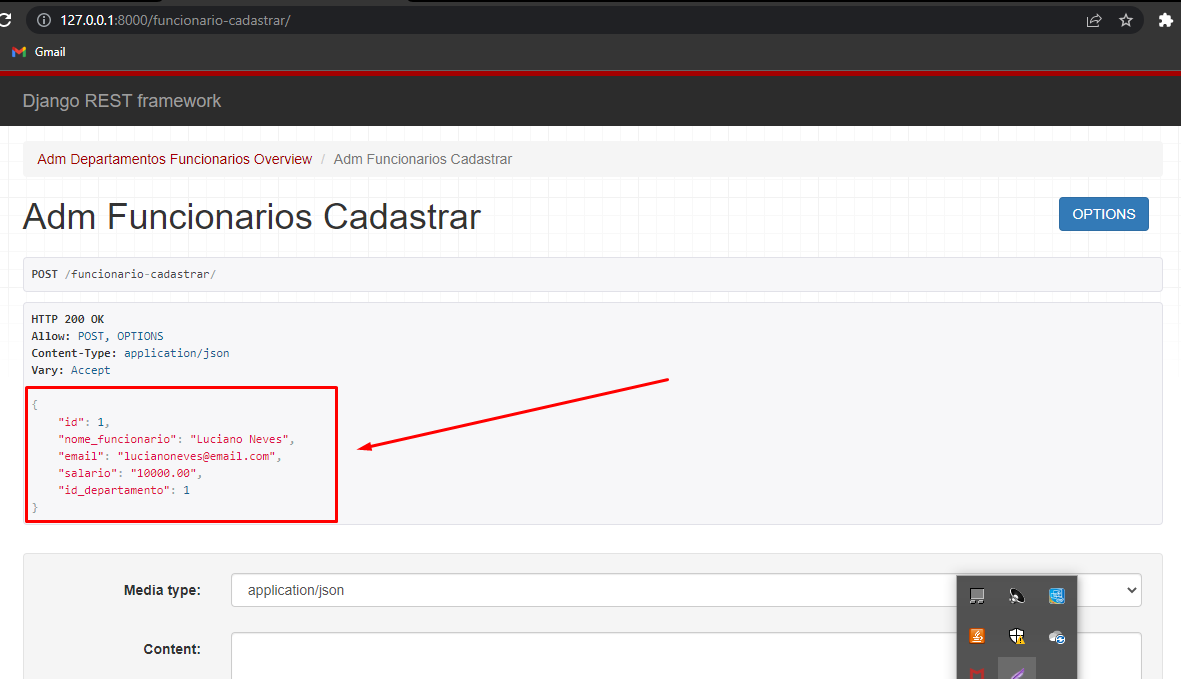 127.0.0.1:8000/funcionario-cadastrar/
Gmail
Django REST framework
Adm Departamentos Funcionarios Overview / Adm Funcionarios Cadastrar
Adm Funcionarios Cadastrar
OPTIONS
POST /funcionario-cadastrar/
HTTP 200 OK
Allow: POST, OPTIONS
Content-Type: application/json
Vary: Accept
{
"id": 1,
"nome_funcionario": "Luciano Neves",
"email": "lucianoneves@email.com",
"salario": "10000.00",
"id_departamento": 1
}
Media type:
application/json
Content: